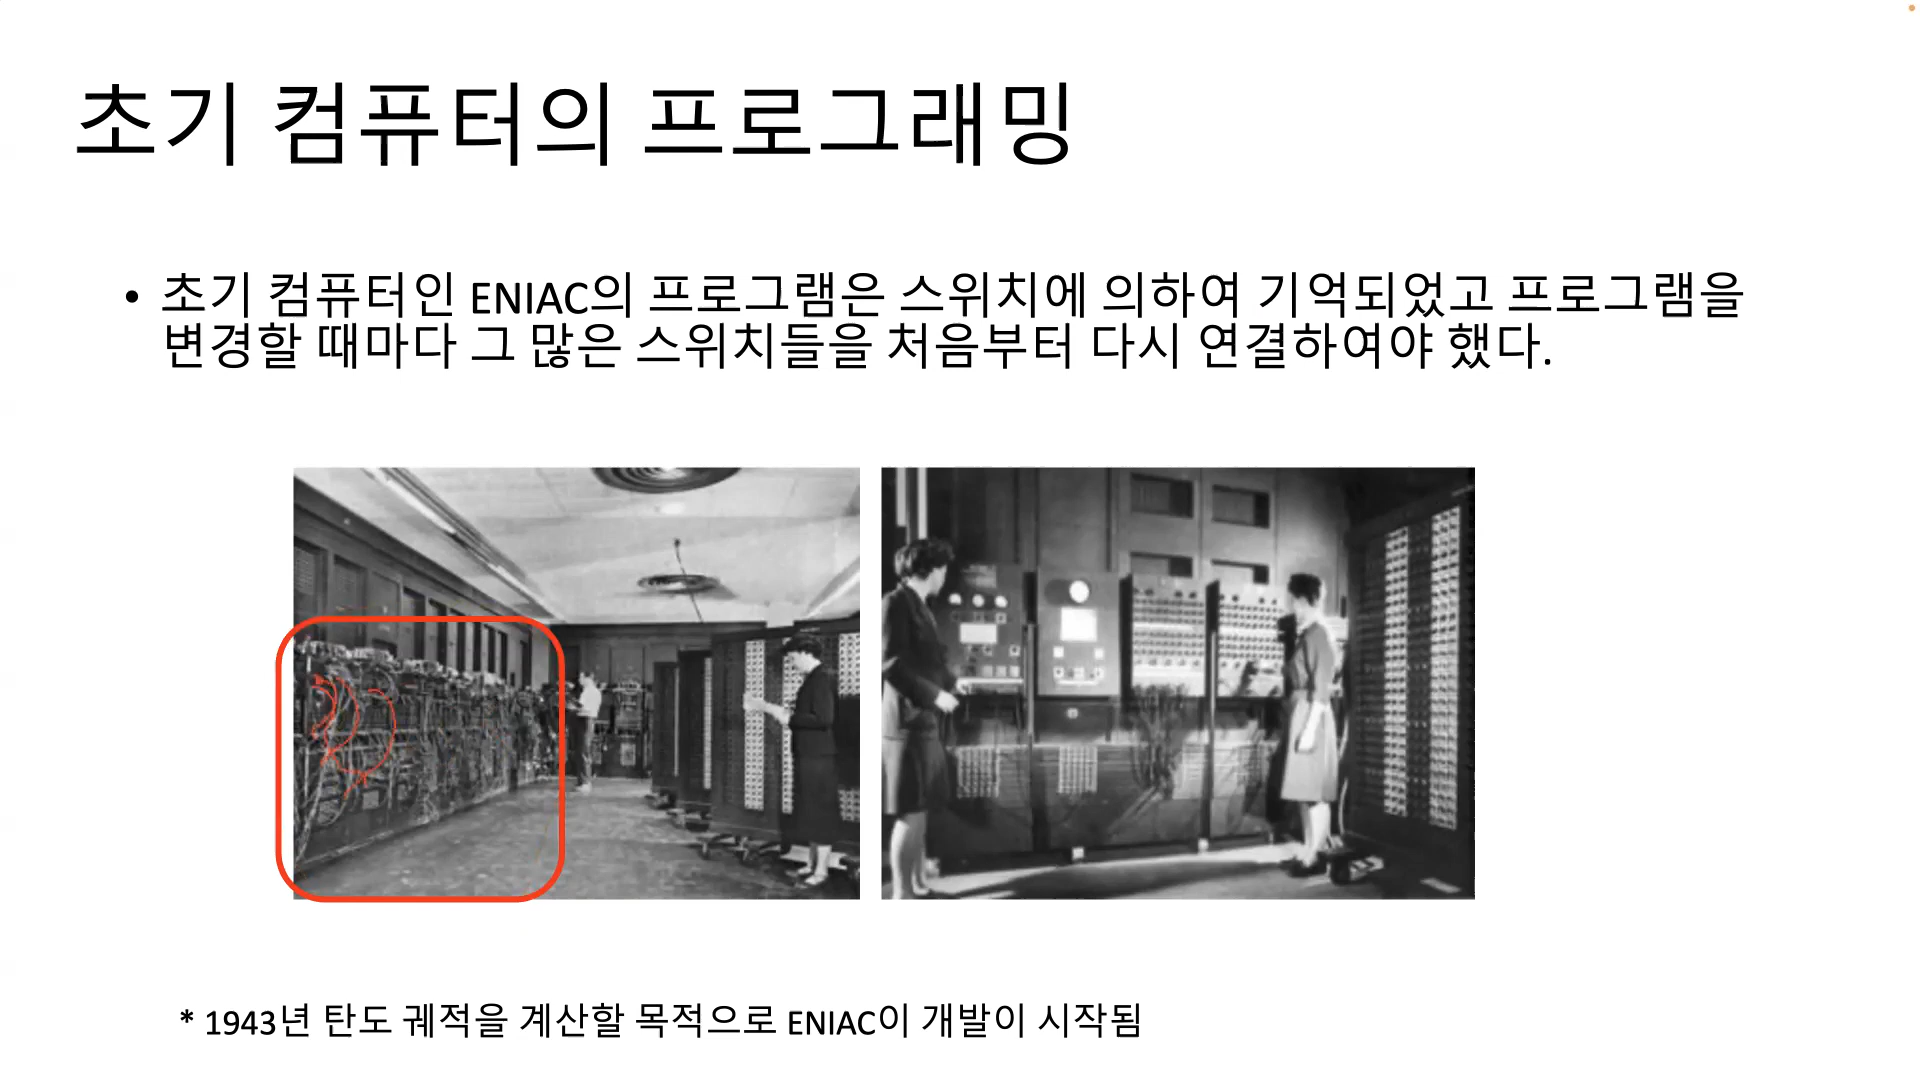 초기 컴퓨터의 프로그래밍
• 초기 컴퓨터인 ENIAC의 프로그램은 스위치에 의하여 기억되었고 프로그램을
변경할 때마다 그 많은 스위치들을 처음부터 다시 연결하여야 했다.
* 1943년 탄도 궤적을 계산할 목적으로 ENIAC이 개발이 시작됨